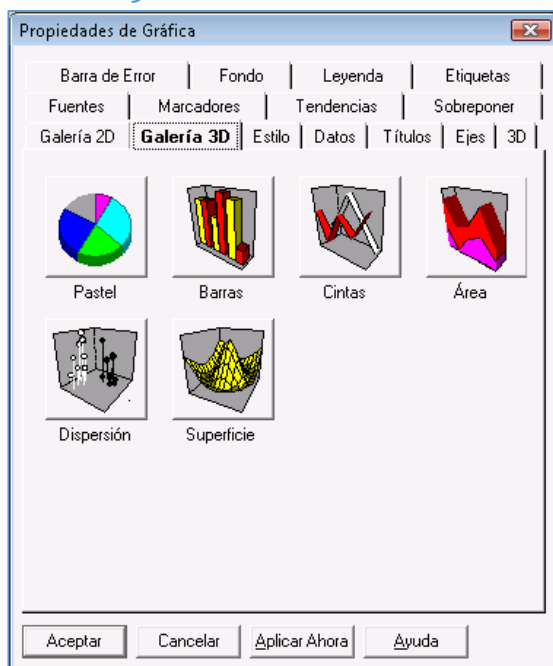 Propiedades de Gráfica
Barra de Error Fondo Leyenda Etiquetas
Fuentes Marcadores Tendencias Sobreponer
Galería 2D Galería 3D Estilo Datos Títulos Ejes 3D
Pastel Barras Cintas Área
Dispersión Superficie
Aceptar Cancelar Aplicar Ahora Ayuda